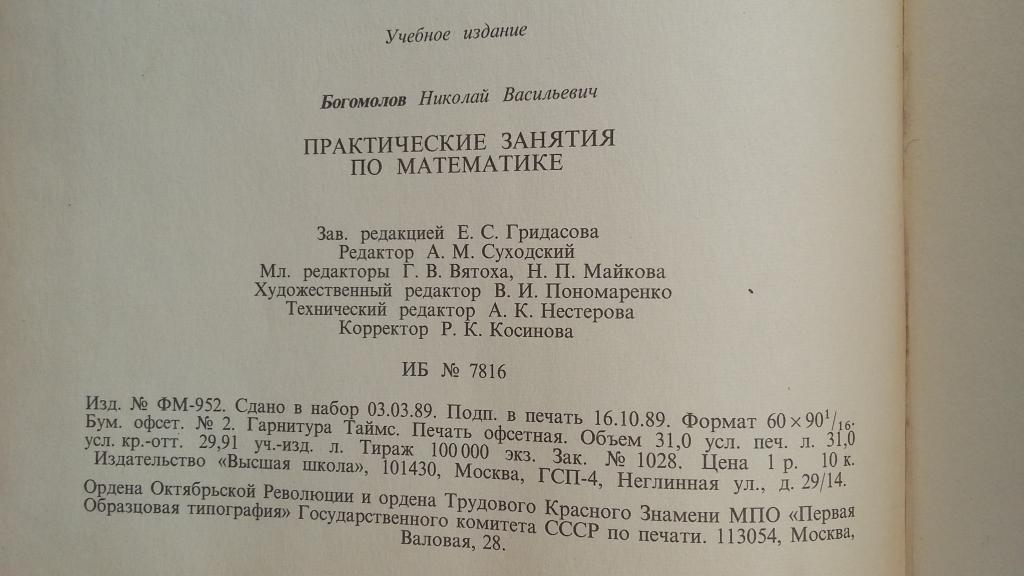 Учебное издание
Богомолов Николай Васильевич
ПРАКТИЧЕСКИЕ ЗАНЯТИЯ
ПО МАТЕМАТИКЕ
Зав. редакцией Е. С. Гридасова
Редактор А. М. Суходский
Мл. редакторы Г. В. Вятоха, Н. П. Майкова
Художественный редактор В. И. Пономаренко
Технический редактор А. К. Нестерова
Корректор Р. К. Косинова
ИБ № 7816
Изд. № ФМ-952. Сдано в набор 03.03.89. Подп. в печать 16.10.89. Формат 60 × 90¹/₁₆.
Бум. офсет. № 2. Гарнитура Таймс. Печать офсетная. Объем 31,0 усл. печ. л. 31,0
усл. кр.-отт. 29,91 уч.-изд. л. Тираж 100 000 экз. Зак. № 1028. Цена 1 р. 10 к.
Издательство «Высшая школа», 101430, Москва, ГСП-4, Неглинная ул., д. 29/14.
Ордена Октябрьской Революции и ордена Трудового Красного Знамени МПО «Первая
Образцовая типография» Государственного комитета СССР по печати. 113054, Москва,
Валовая, 28.